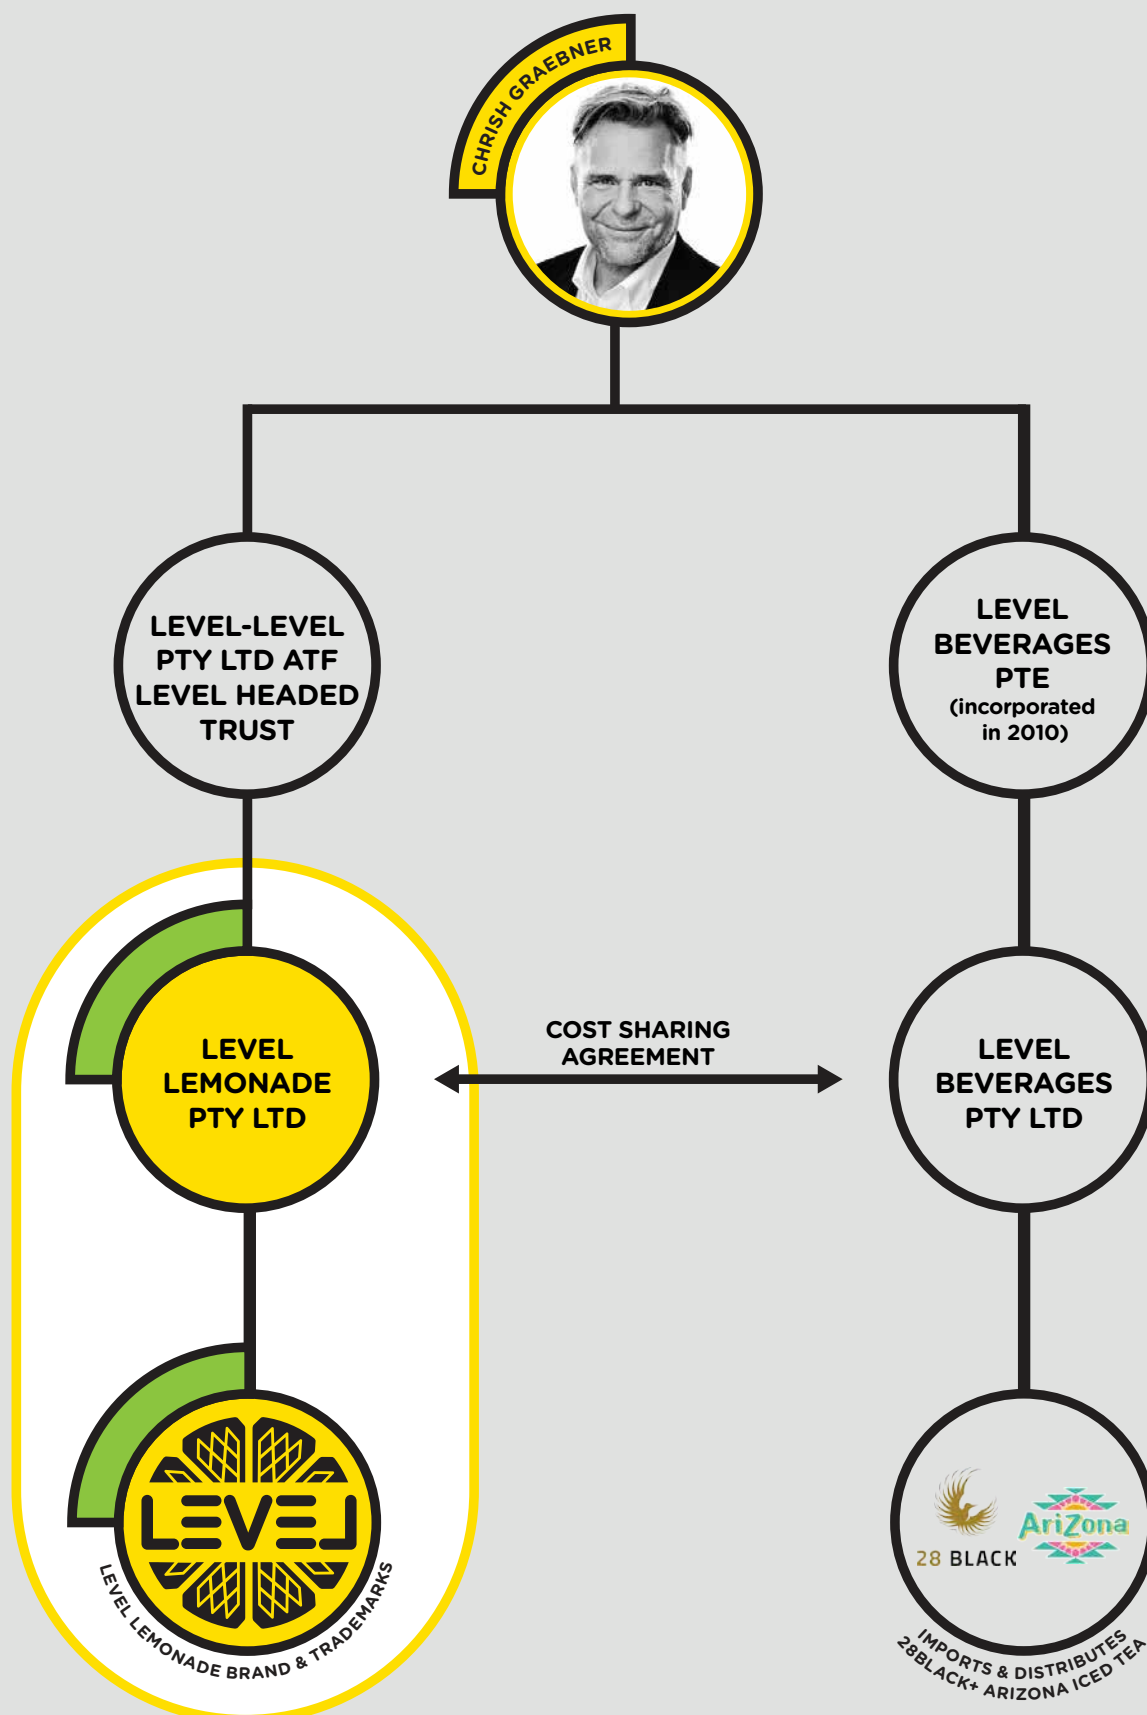 CHRISH GRAEBNER
LEVEL-LEVEL
PTY LTD ATF
LEVEL HEADED
TRUST
LEVEL
BEVERAGES
PTE
(incorporated
in 2010)
LEVEL
LEMONADE
PTY LTD
COST SHARING
AGREEMENT
LEVEL
BEVERAGES
PTY LTD
LEVEL
LEVEL LEMONADE BRAND & TRADEMARKS
28 BLACK
AriZona
IMPORTS & DISTRIBUTES
28BLACK+ ARIZONA ICED TEA